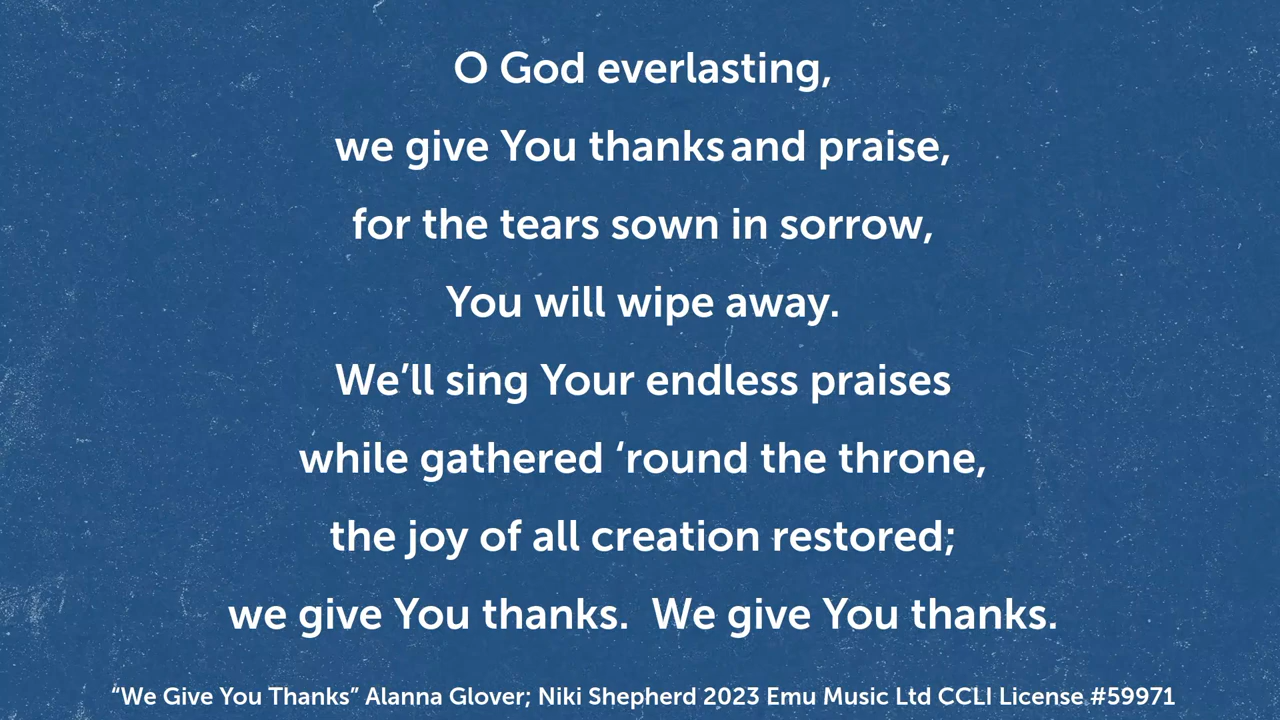 O God everlasting,
we give You thanks and praise,
for the tears sown in sorrow,
You will wipe away.
We’ll sing Your endless praises
while gathered ‘round the throne,
the joy of all creation restored;
we give You thanks.  We give You thanks.
“We Give You Thanks” Alanna Glover; Niki Shepherd 2023 Emu Music Ltd CCLI License #59971